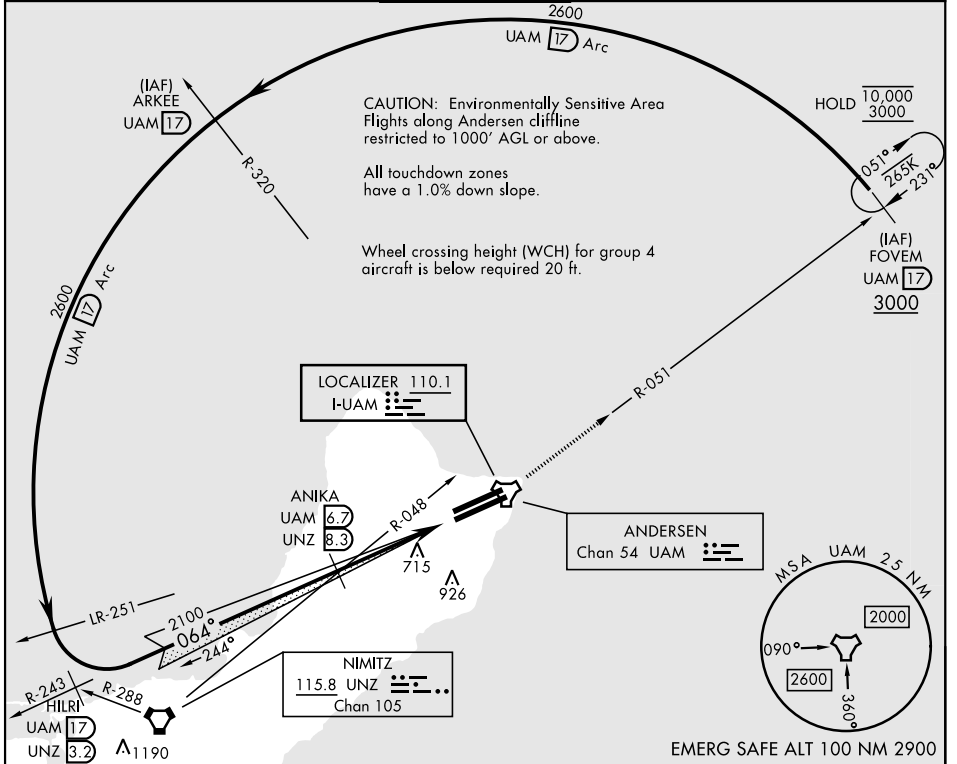 2600
UAM 17 Arc
(IAF)
ARKEE
UAM 17
R-320
CAUTION: Environmentally Sensitive Area
Flights along Andersen cliffline
restricted to 1000' AGL or above.
All touchdown zones
have a 1.0% down slope.
Wheel crossing height (WCH) for group 4
aircraft is below required 20 ft.
HOLD 10,000
3000
051°
265K
231°
(IAF)
FOVEM
UAM 17
3000
2600
UAM 17 Arc
LOCALIZER 110.1
I-UAM
R-051
ANIKA
UAM 6.7
UNZ 8.3
R-048
715
926
ANDERSEN
Chan 54 UAM
LR-251
2100
064°
244°
NIMITZ
115.8 UNZ
Chan 105
R-243
R-288
HILRI
UAM 17
UNZ 3.2
1190
MSA UAM 25 NM
2000
090°
2600
360°
EMERG SAFE ALT 100 NM 2900